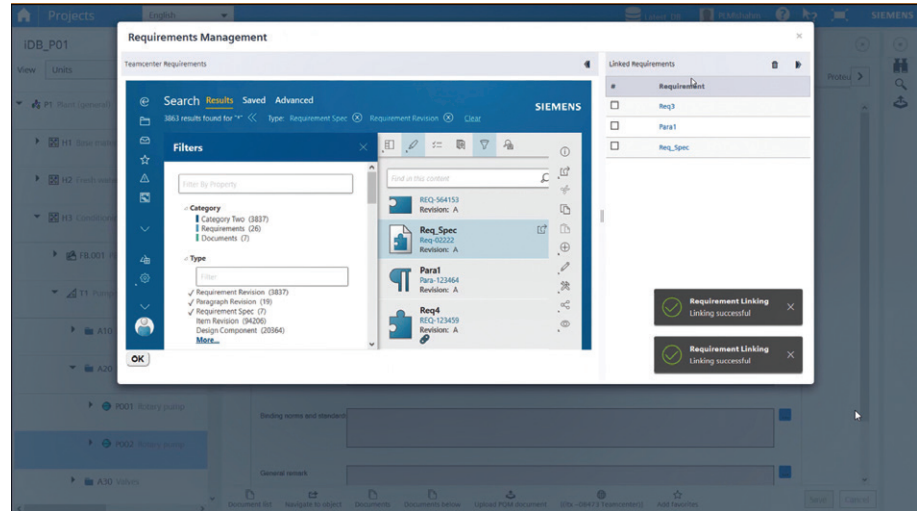 Projects
English
SIEMENS
iDB_P01
View Units
P1 Plant (general)
H1
H2
H3
T1
A10
A20
P001 Rotary pump
P002 Rotary pump
A30 Valves
Requirements Management
Teamcenter Requirements
Search Results Saved Advanced
SIEMENS
3863 results found for "*" Type: Requirement Spec Requirement Revision Clear
Filters
Filter By Property
Category
Category Two (3837)
Requirements (26)
Documents (7)
Type
Filter
Requirement Revision (3837)
Paragraph Revision (19)
Requirement Spec (7)
Item Revision (94206)
Design Component (20364)
More...
Find in this content
REQ-564153
Revision: A
Req_Spec
Req-02222
Revision: A
Para1
Para-123464
Revision: A
Req4
REQ-123459
Revision: A
OK
Linked Requirements
# Requirement
Req3
Para1
Req_Spec
Requirement Linking
Linking successful
Requirement Linking
Linking successful
Binding norms and standards
General remark
Document list
Navigate to object
Documents
Documents below
Upload PDM document
Add favorites
Save
Cancel